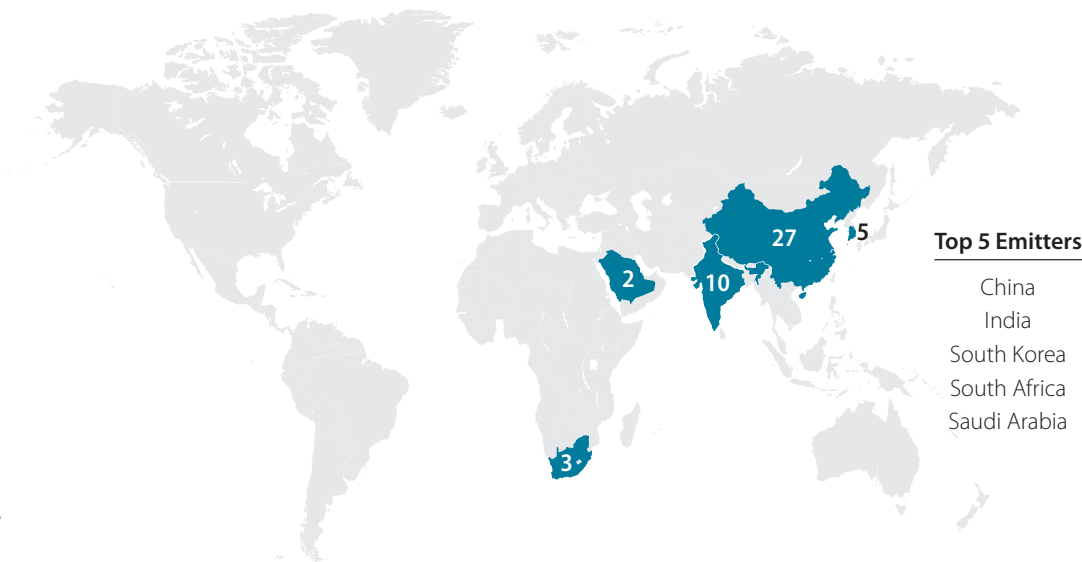 27
5
2
10
3
Top 5 Emitters
China
India
South Korea
South Africa
Saudi Arabia